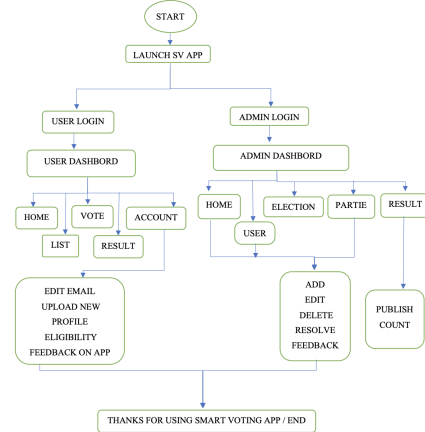 START
LAUNCH SV APP
USER LOGIN
ADMIN LOGIN
USER DASHBORD
ADMIN DASHBORD
HOME
VOTE
ACCOUNT
LIST
RESULT
HOME
ELECTION
PARTIE
RESULT
USER
EDIT EMAIL
UPLOAD NEW
PROFILE
ELIGIBILITY
FEEDBACK ON APP
ADD
EDIT
DELETE
RESOLVE
FEEDBACK
PUBLISH
COUNT
THANKS FOR USING SMART VOTING APP / END